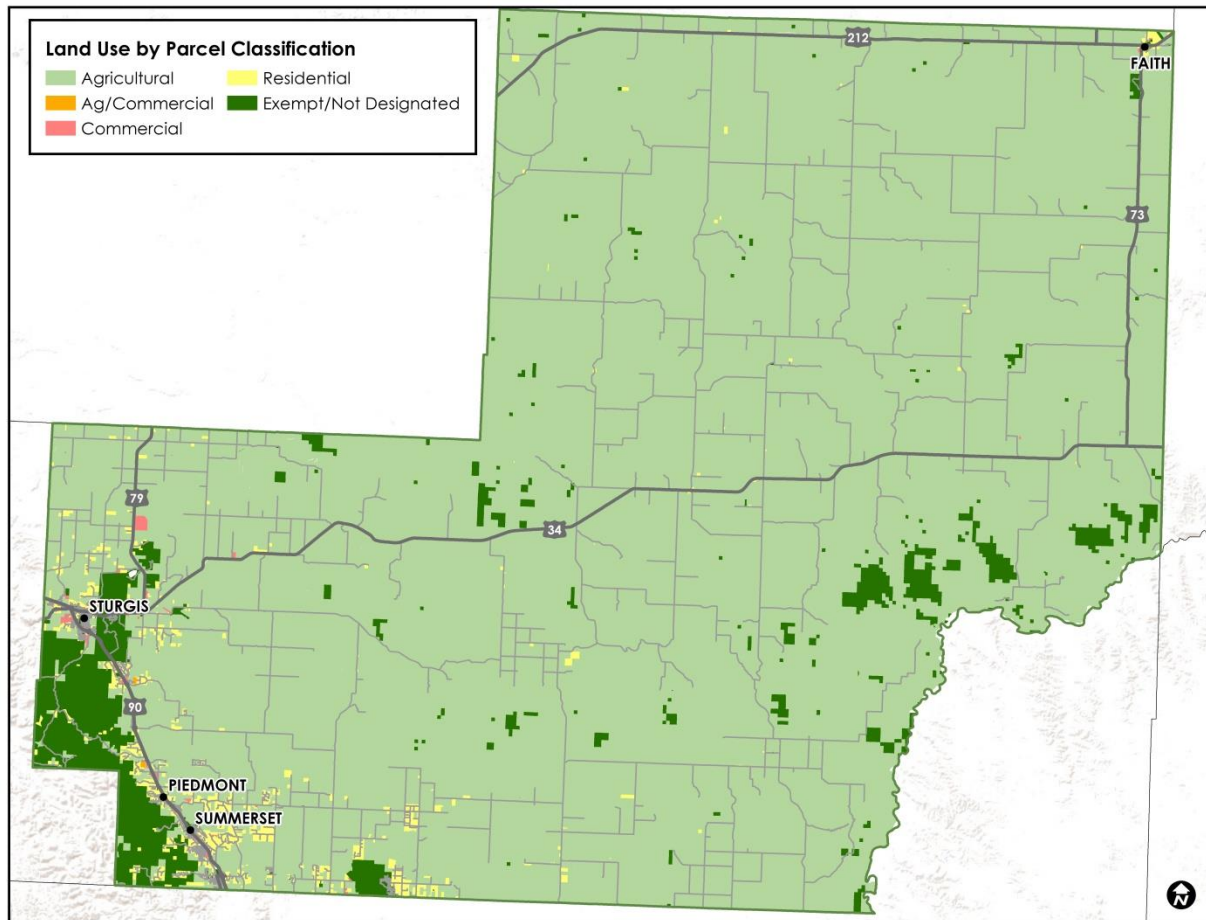 Land Use by Parcel Classification
Agricultural
Residential
Ag/Commercial
Exempt/Not Designated
Commercial
212
FAITH
73
79
34
STURGIS
90
PIEDMONT
SUMMERSET
N